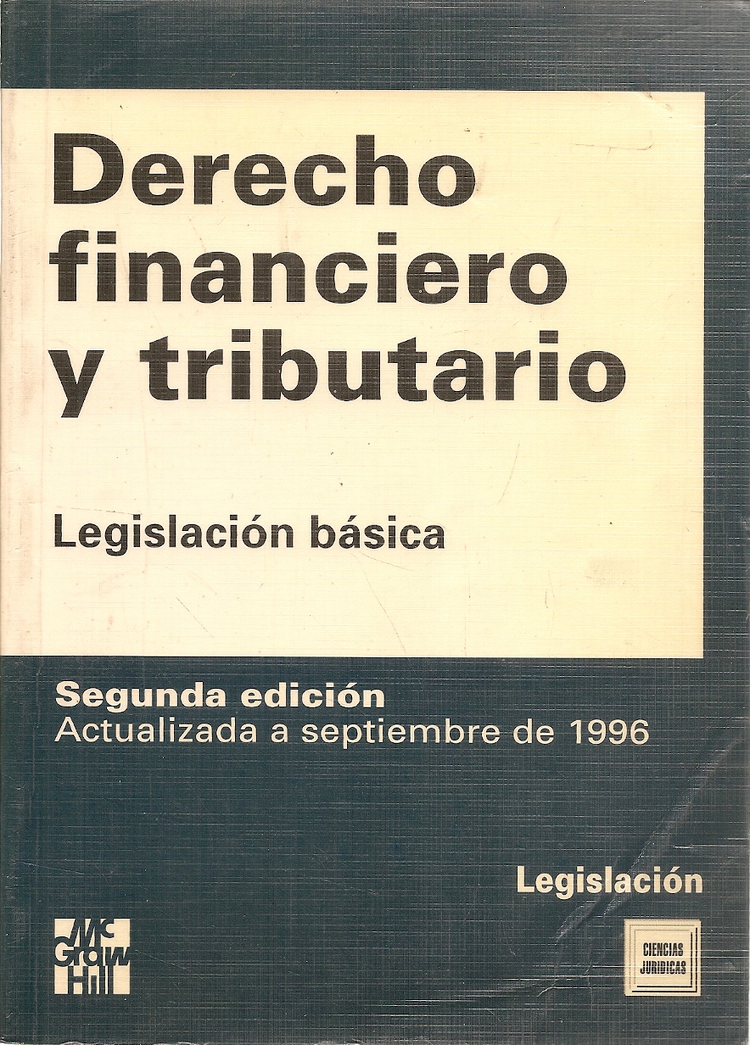 Derecho
financiero
y tributario
Legislación básica
Segunda edición
Actualizada a septiembre de 1996
Legislación
Mc
Graw
Hill
CIENCIAS
JURIDICAS